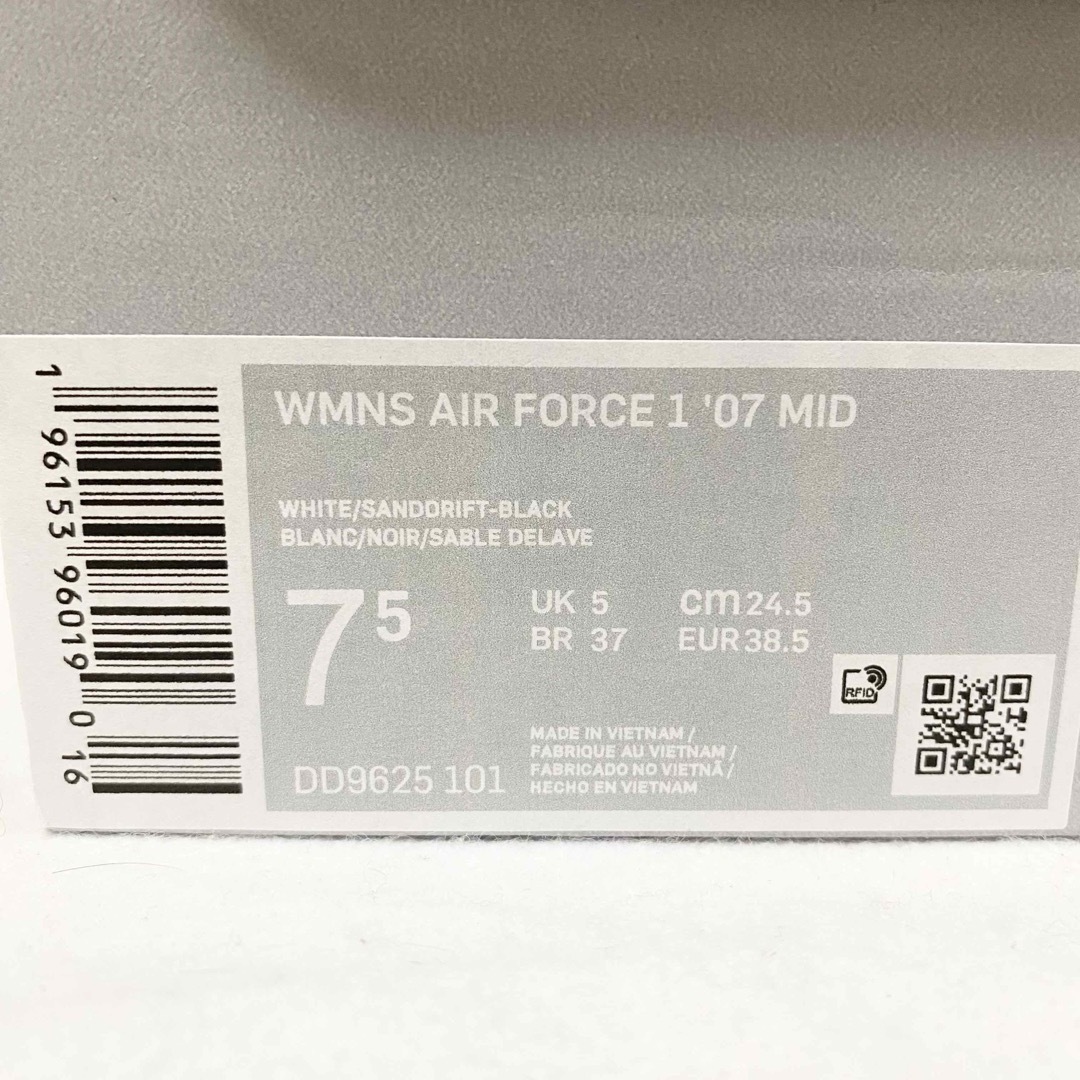 WMNS AIR FORCE 1 '07 MID
WHITE/SANDDRIFT-BLACK
BLANC/NOIR/SABLE DELAVE
7⁵
UK 5 cm 24.5
BR 37 EUR 38.5
RFID
MADE IN VIETNAM /
FABRIQUE AU VIETNAM /
FABRICADO NO VIETNÃ /
HECHO EN VIETNAM
DD9625 101
1 96153 96019 0 16